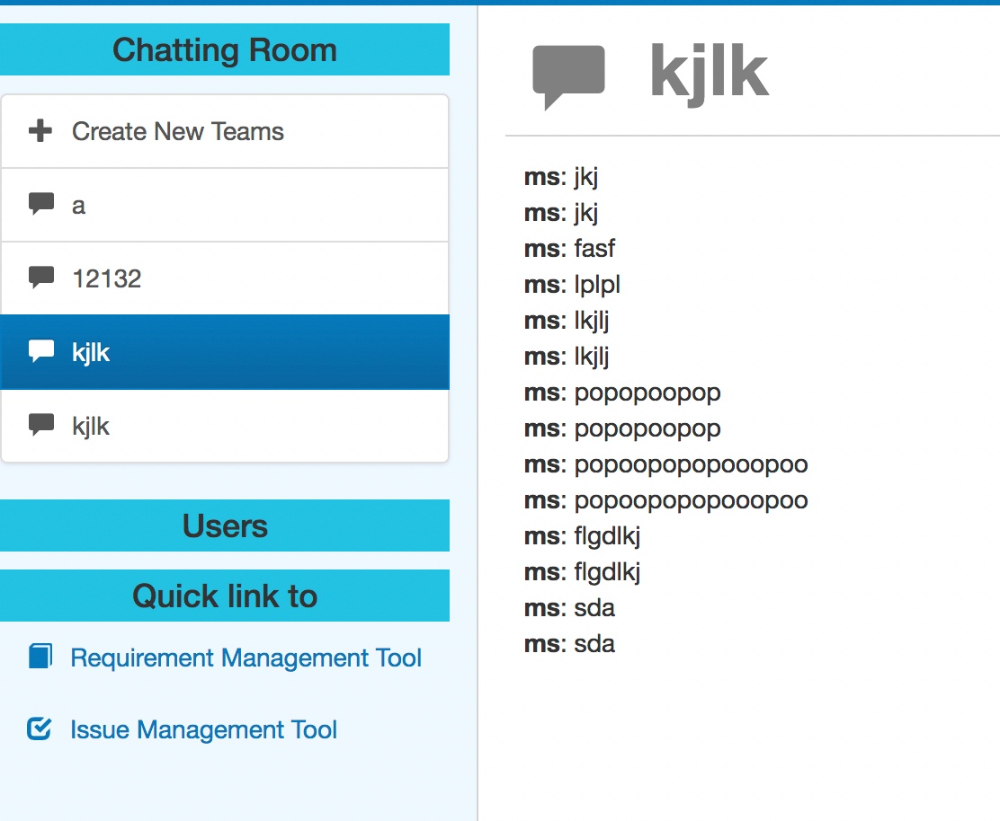 Chatting Room
Create New Teams
a
12132
kjlk
kjlk
Users
Quick link to
Requirement Management Tool
Issue Management Tool
kjlk
ms: jkj
ms: jkj
ms: fasf
ms: lplpl
ms: lkjlj
ms: lkjlj
ms: popopoopop
ms: popopoopop
ms: popoopopopooopoo
ms: popoopopopooopoo
ms: flgdlkj
ms: flgdlkj
ms: sda
ms: sda